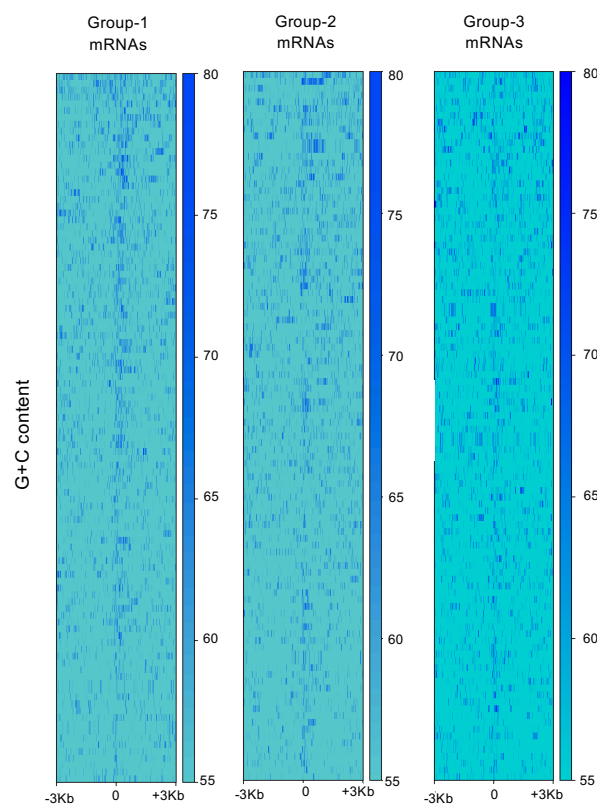 Group-1
mRNAs
Group-2
mRNAs
Group-3
mRNAs
80
75
70
65
60
55
80
75
70
65
60
55
80
75
70
65
60
55
G+C content
-3Kb 0 +3Kb
-3Kb 0 +3Kb
-3Kb 0 +3Kb